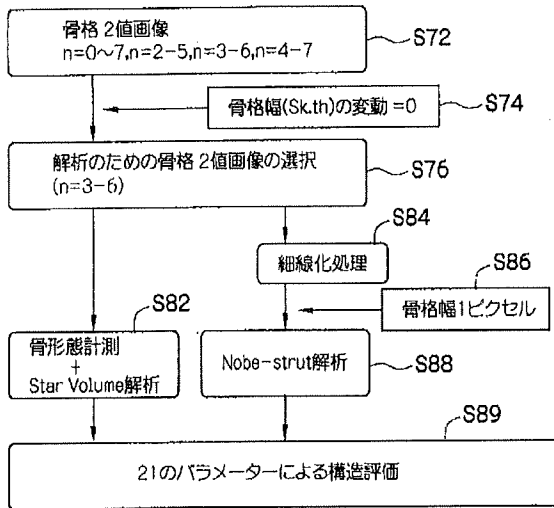 骨格2値画像
n=0～7,n=2-5,n=3-6,n=4-7
S72
骨格幅(Sk.th)の変動=0
S74
解析のための骨格2値画像の選択
(n=3-6)
S76
S84
細線化処理
S86
骨格幅1ピクセル
S82
骨形態計測
+
Star Volume解析
Nobe-strut解析
S88
S89
21のパラメーターによる構造評価